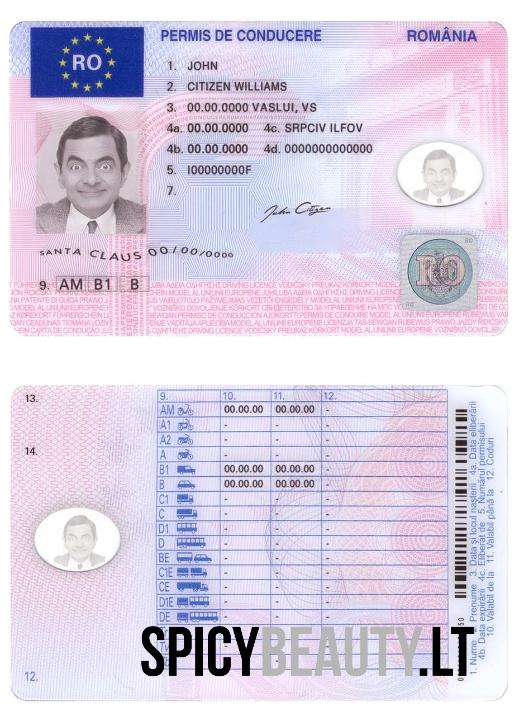 RO
PERMIS DE CONDUCERE ROMÂNIA
1. JOHN
2. CITIZEN WILLIAMS
3. 00.00.0000 VASLUI, VS
4a. 00.00.0000 4c. SRPCIV ILFOV
4b. 00.00.0000 4d. 0000000000000
5. I00000000F
7.
John Citizen
SANTA CLAUS 00/00/0000
RO
9. AM B1 B
13.
14.
12.
9. 10. 11. 12.
AM 00.00.00 00.00.00 -
A1 - - -
A2 - - -
A - - -
B1 00.00.00 00.00.00 -
B 00.00.00 00.00.00 -
C1 - - -
C - - -
D1 - - -
D - - -
BE - - -
C1E - - -
CE - - -
D1E - - -
DE - - -
1. Nume 2. Prenume 3. Data și locul nașterii 4a. Data eliberării
4b. Data expirării 4c. Eliberat de 5. Numărul permisului
10. Valabil de la 11. Valabil până la 12. Coduri
SPICYBEAUTY.LT